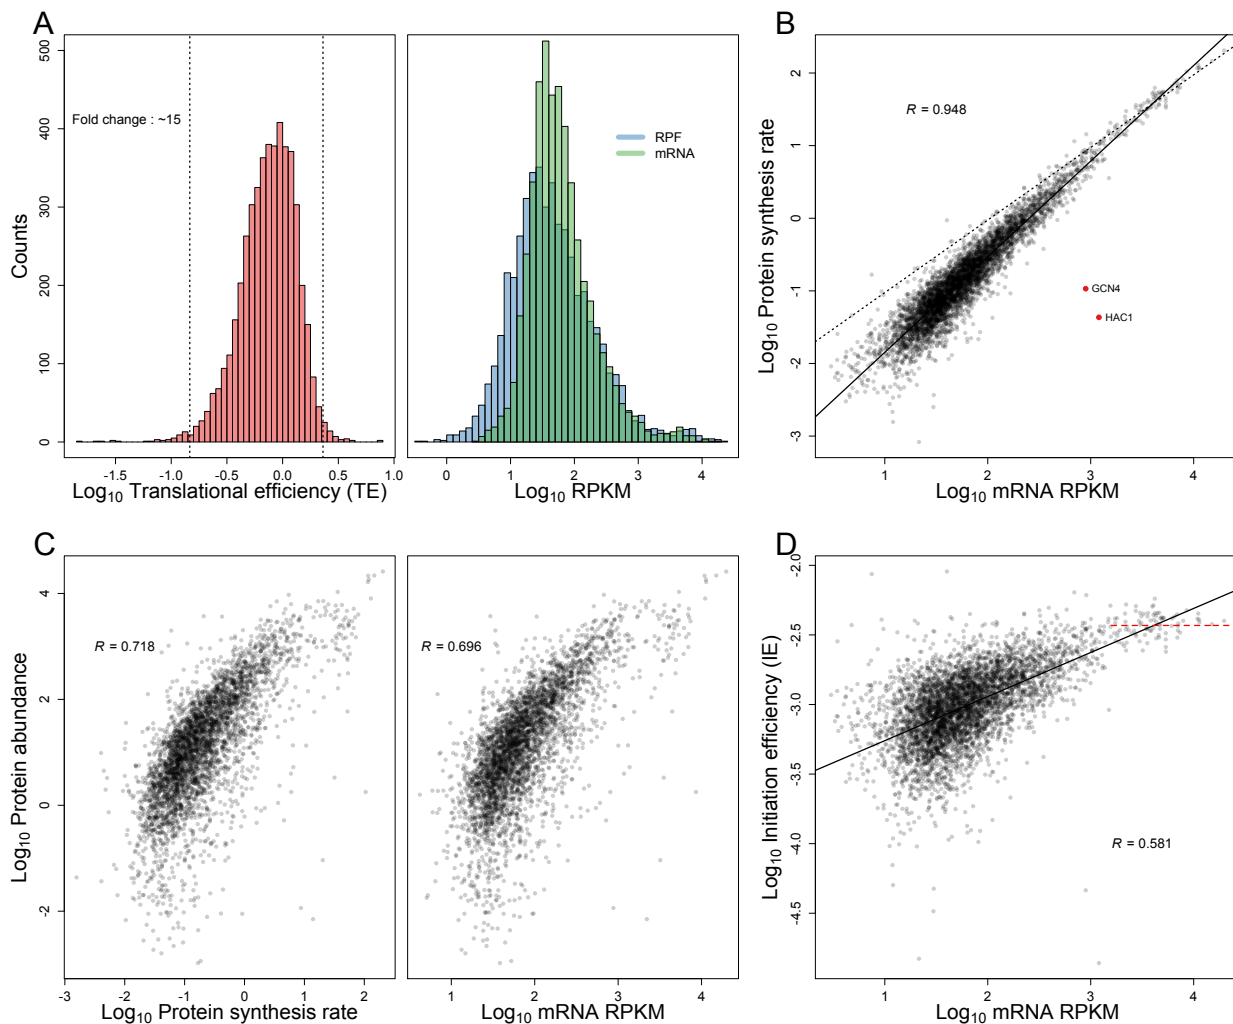 A
Fold change : ~15
Counts
500
400
300
200
100
0
-1.5
-1.0
-0.5
0.0
0.5
1.0
Log10 Translational efficiency (TE)
RPF
mRNA
0
1
2
3
4
Log10 RPKM
B
R = 0.948
GCN4
HAC1
Log10 Protein synthesis rate
2
1
0
-1
-2
-3
1
2
3
4
Log10 mRNA RPKM
C
R = 0.718
Log10 Protein abundance
4
2
0
-2
-3
-2
-1
0
1
2
Log10 Protein synthesis rate
R = 0.696
1
2
3
4
Log10 mRNA RPKM
D
R = 0.581
Log10 Initiation efficiency (IE)
-2.0
-2.5
-3.0
-3.5
-4.0
-4.5
1
2
3
4
Log10 mRNA RPKM